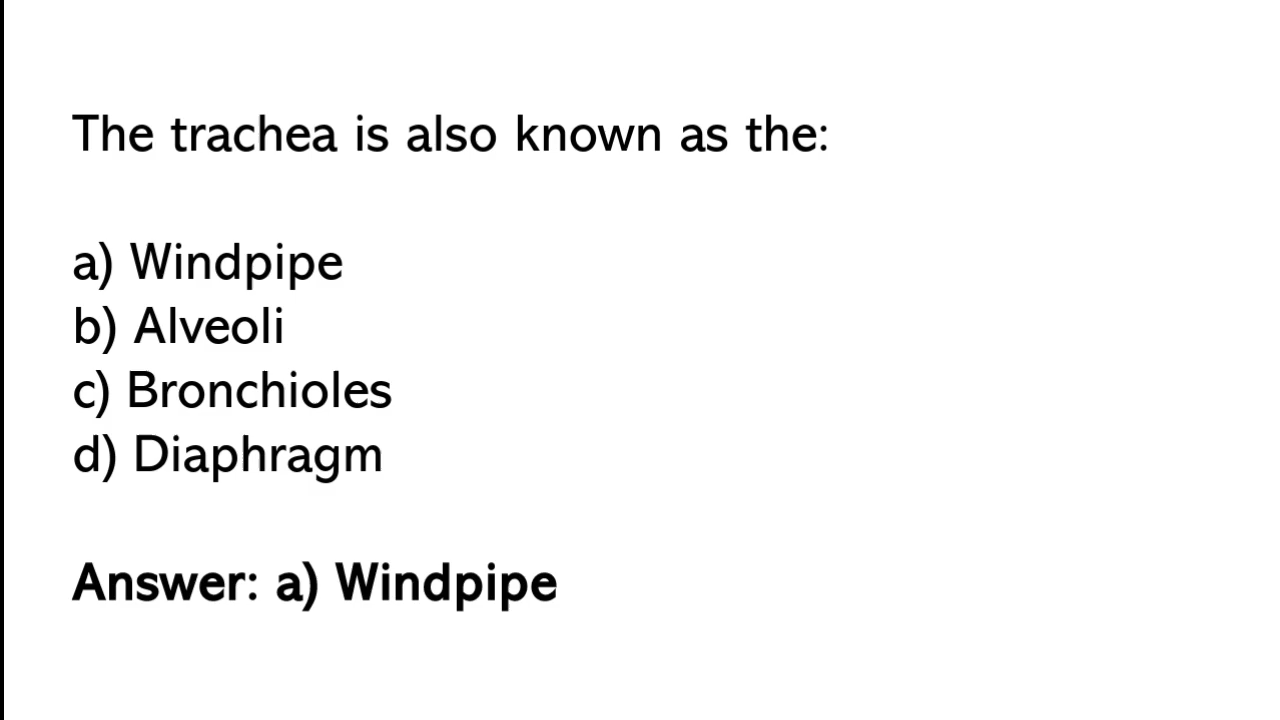 The trachea is also known as the:
a) Windpipe
b) Alveoli
c) Bronchioles
d) Diaphragm
Answer: a) Windpipe